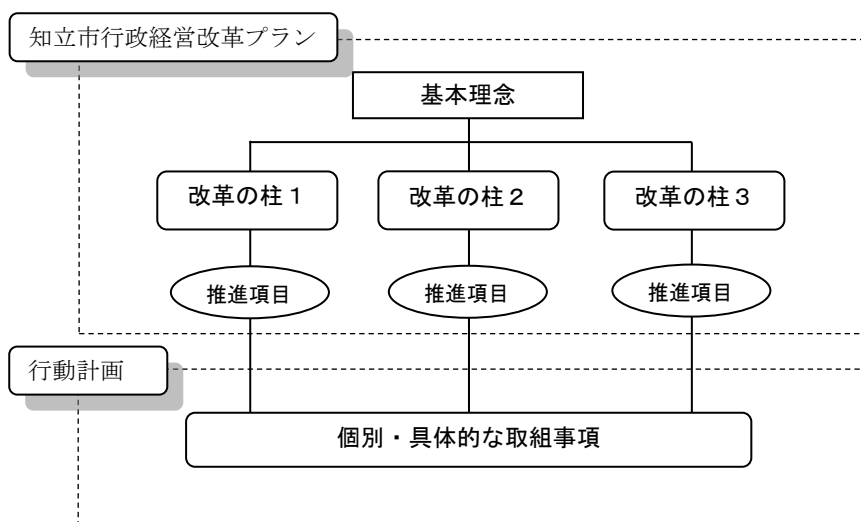 知立市行政経営改革プラン
基本理念
改革の柱１
改革の柱２
改革の柱３
推進項目
推進項目
推進項目
行動計画
個別・具体的な取組事項